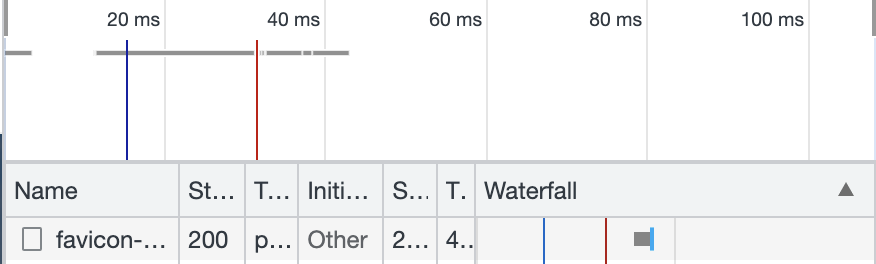 20 ms 40 ms 60 ms 80 ms 100 ms
Name St... T... Initi... S... T. Waterfall
favicon-... 200 p... Other 2... 4..